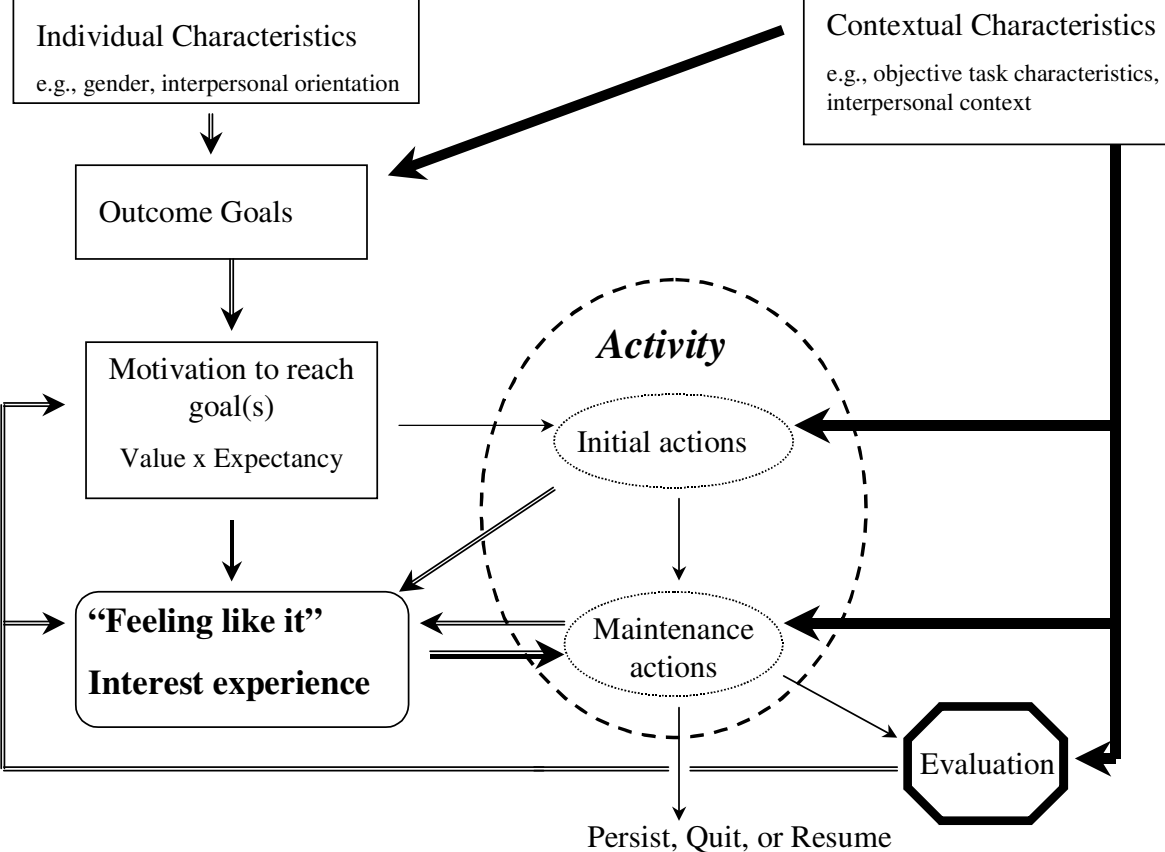 Individual Characteristics
e.g., gender, interpersonal orientation
Contextual Characteristics
e.g., objective task characteristics,
interpersonal context
Outcome Goals
Motivation to reach
goal(s)
Value x Expectancy
Activity
Initial actions
“Feeling like it”
Interest experience
Maintenance
actions
Evaluation
Persist, Quit, or Resume